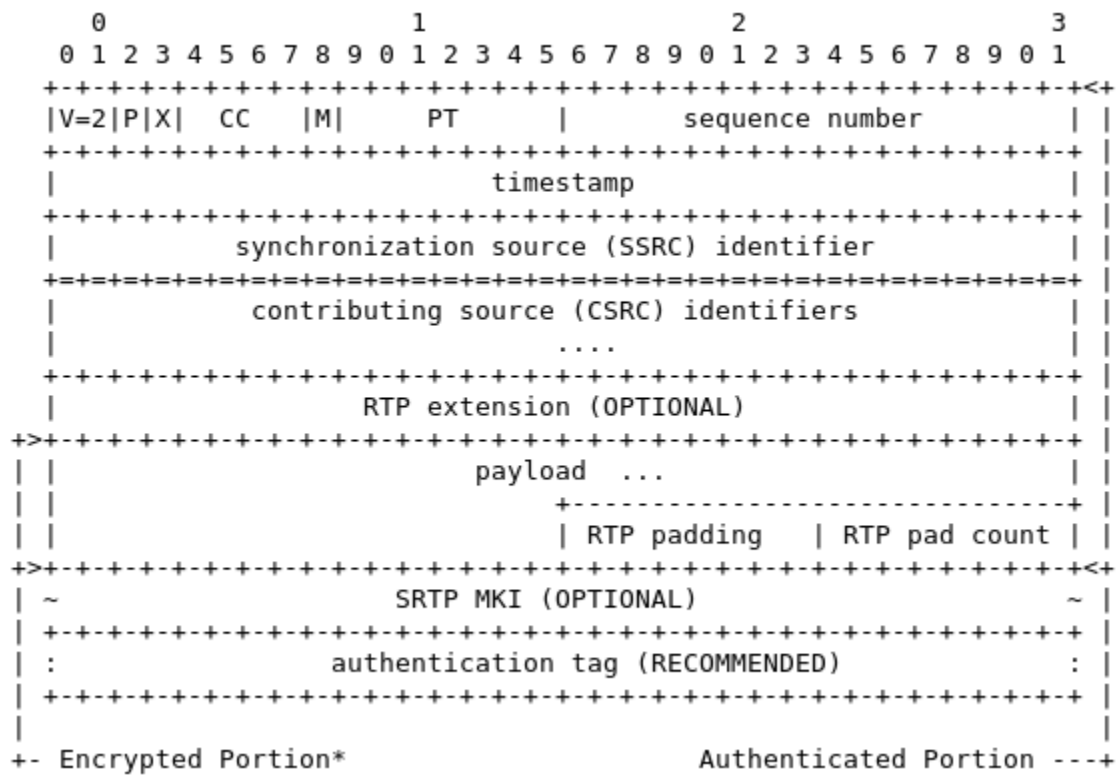 0                   1                   2                   3
   0 1 2 3 4 5 6 7 8 9 0 1 2 3 4 5 6 7 8 9 0 1 2 3 4 5 6 7 8 9 0 1
  +-+-+-+-+-+-+-+-+-+-+-+-+-+-+-+-+-+-+-+-+-+-+-+-+-+-+-+-+-+-+-+-+<+
  |V=2|P|X|  CC   |M|     PT      |       sequence number         | |
  +-+-+-+-+-+-+-+-+-+-+-+-+-+-+-+-+-+-+-+-+-+-+-+-+-+-+-+-+-+-+-+-+ |
  |                           timestamp                           | |
  +-+-+-+-+-+-+-+-+-+-+-+-+-+-+-+-+-+-+-+-+-+-+-+-+-+-+-+-+-+-+-+-+ |
  |           synchronization source (SSRC) identifier            | |
  +=+=+=+=+=+=+=+=+=+=+=+=+=+=+=+=+=+=+=+=+=+=+=+=+=+=+=+=+=+=+=+=+ |
  |            contributing source (CSRC) identifiers             | |
  |                               ....                            | |
  +-+-+-+-+-+-+-+-+-+-+-+-+-+-+-+-+-+-+-+-+-+-+-+-+-+-+-+-+-+-+-+-+ |
  |                   RTP extension (OPTIONAL)                    | |
+>+-+-+-+-+-+-+-+-+-+-+-+-+-+-+-+-+-+-+-+-+-+-+-+-+-+-+-+-+-+-+-+-+ |
| |                          payload  ...                         | |
| |                               +-------------------------------+ |
| |                               | RTP padding   | RTP pad count | |
+>+-+-+-+-+-+-+-+-+-+-+-+-+-+-+-+-+-+-+-+-+-+-+-+-+-+-+-+-+-+-+-+-+<+
| ~                     SRTP MKI (OPTIONAL)                       ~ |
| +-+-+-+-+-+-+-+-+-+-+-+-+-+-+-+-+-+-+-+-+-+-+-+-+-+-+-+-+-+-+-+-+ |
| :                 authentication tag (RECOMMENDED)              : |
| +-+-+-+-+-+-+-+-+-+-+-+-+-+-+-+-+-+-+-+-+-+-+-+-+-+-+-+-+-+-+-+-+ |
|                                                                   |
+- Encrypted Portion*                      Authenticated Portion ---+